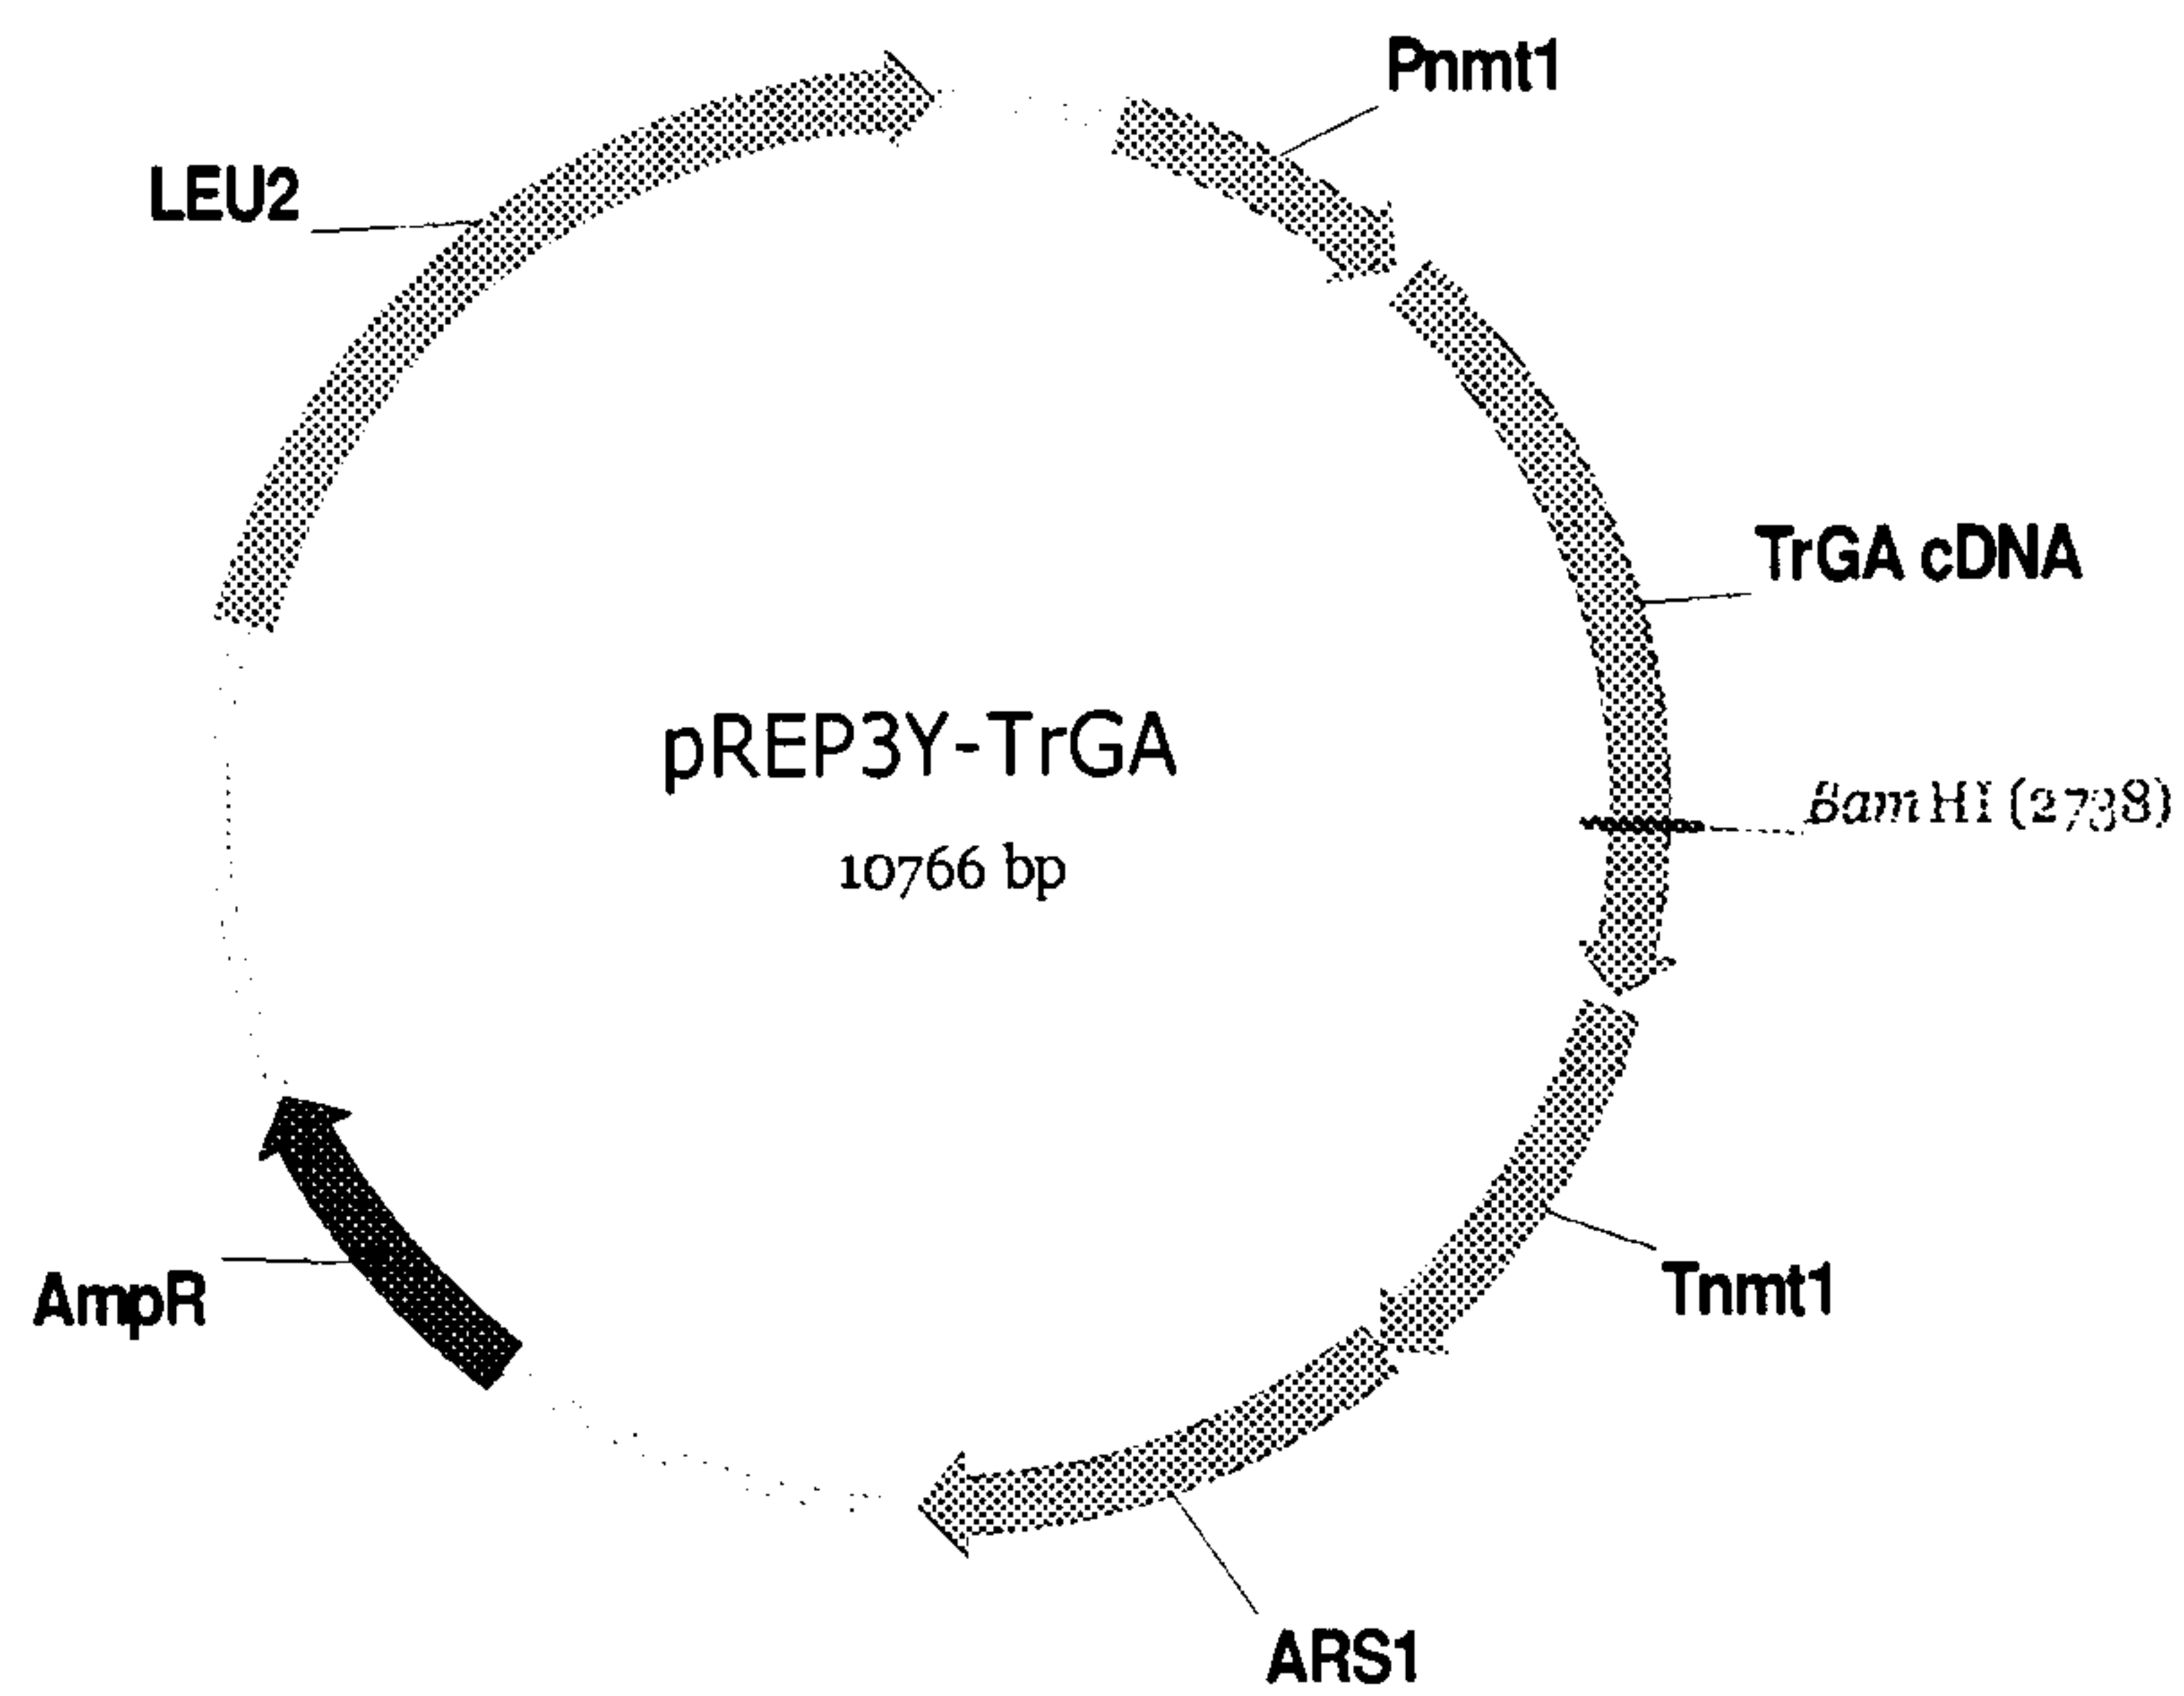 Pnmt1
LEU2
TrGA cDNA
pREP3Y-TrGA
BamHI (2738)
10766 bp
Tnmt1
AmpR
ARS1